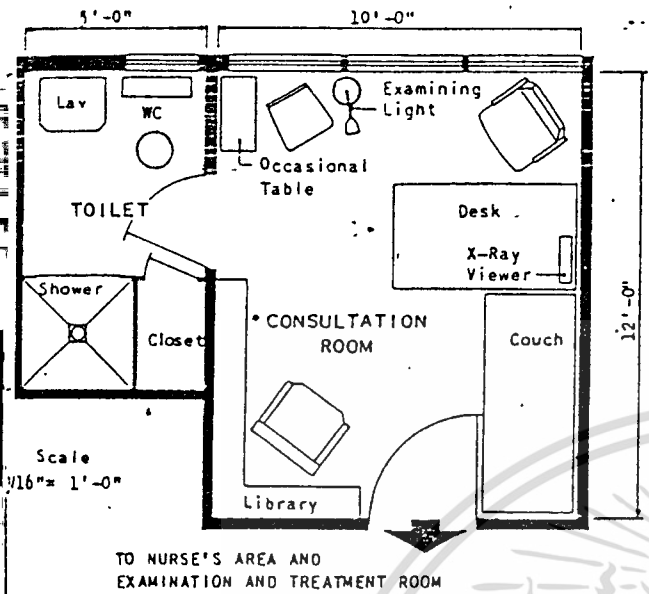 5'-0"
10'-0"
Lav
WC
Examining
Light
Occasional
Table
TOILET
Desk
X-Ray
Viewer
Shower
Closet
CONSULTATION
ROOM
Couch
12'-0"
Scale
1/16"= 1'-0"
Library
TO NURSE'S AREA AND
EXAMINATION AND TREATMENT ROOM